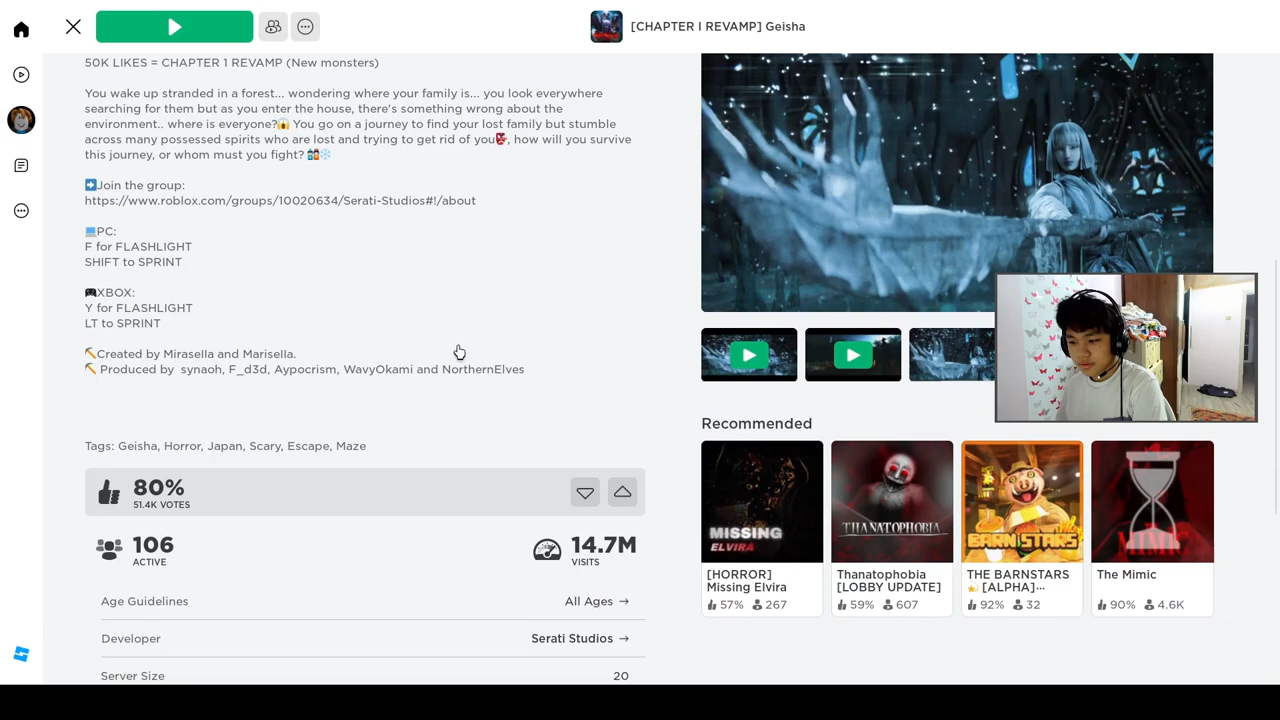 [CHAPTER I REVAMP] Geisha
50K LIKES = CHAPTER 1 REVAMP (New monsters)
You wake up stranded in a forest... wondering where your family is... you look everywhere
searching for them but as you enter the house, there's something wrong about the
environment.. where is everyone?😱 You go on a journey to find your lost family but stumble
across many possessed spirits who are lost and trying to get rid of you👺, how will you survive
this journey, or whom must you fight? 🎎❄️
➡️Join the group:
https://www.roblox.com/groups/10020634/Serati-Studios#!/about
💻PC:
F for FLASHLIGHT
SHIFT to SPRINT
🎮XBOX:
Y for FLASHLIGHT
LT to SPRINT
⛏️Created by Mirasella and Marisella.
⛏️ Produced by synaoh, F_d3d, Aypocrism, WavyOkami and NorthernElves
Tags: Geisha, Horror, Japan, Scary, Escape, Maze
80%
51.4K VOTES
106
ACTIVE
14.7M
VISITS
Age Guidelines
All Ages →
Developer
Serati Studios →
Server Size
20
Recommended
MISSING
ELVIRA
[HORROR]
Missing Elvira
57% 267
THANATOPHOBIA
Thanatophobia
[LOBBY UPDATE]
59% 607
BARN STARS
THE BARNSTARS
💫 [ALPHA]...
92% 32
MIMIC
The Mimic
90% 4.6K